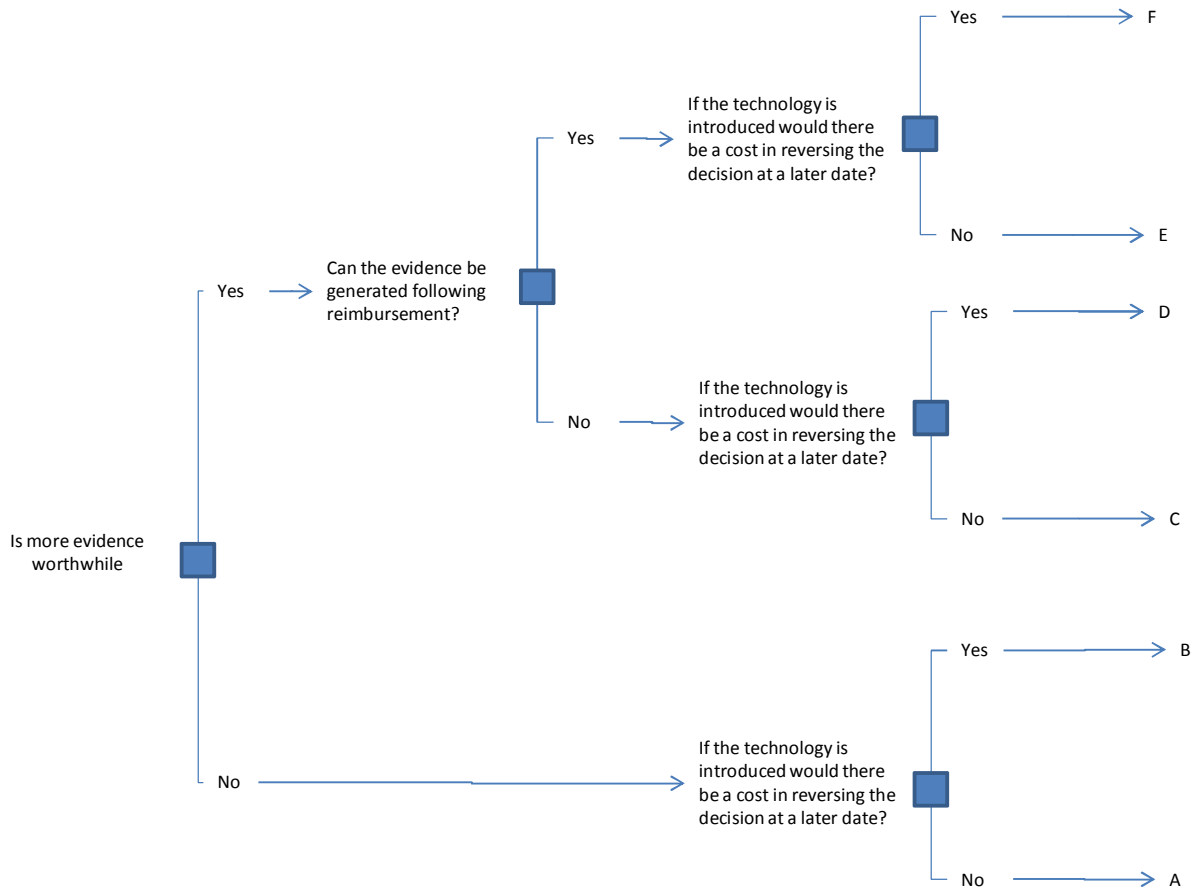 Yes
F
If the technology is
introduced would there
be a cost in reversing the
decision at a later date?
Yes
No
E
Can the evidence be
generated following
reimbursement?
Yes
Yes
D
If the technology is
introduced would there
be a cost in reversing the
decision at a later date?
No
No
C
Is more evidence
worthwhile
Yes
B
If the technology is
introduced would there
be a cost in reversing the
decision at a later date?
No
No
A